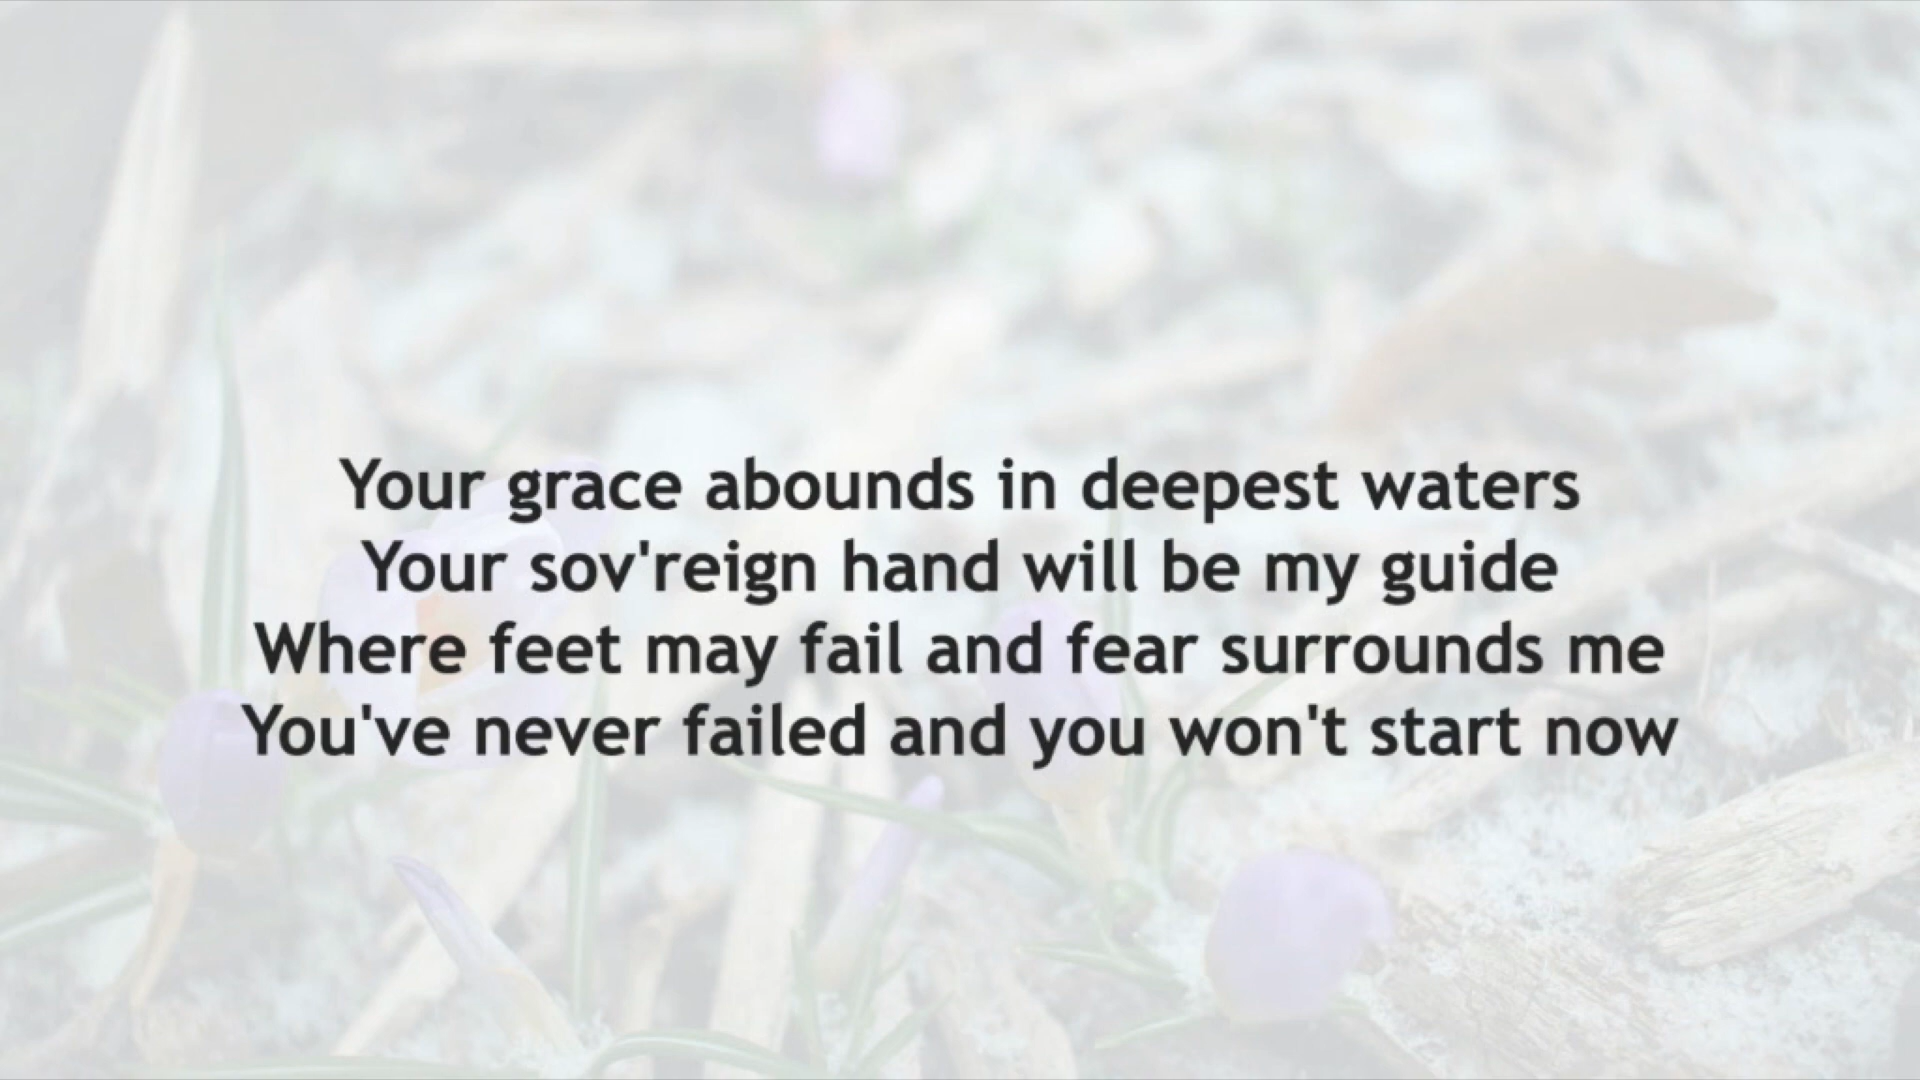 Your grace abounds in deepest waters
Your sov'reign hand will be my guide
Where feet may fail and fear surrounds me
You've never failed and you won't start now